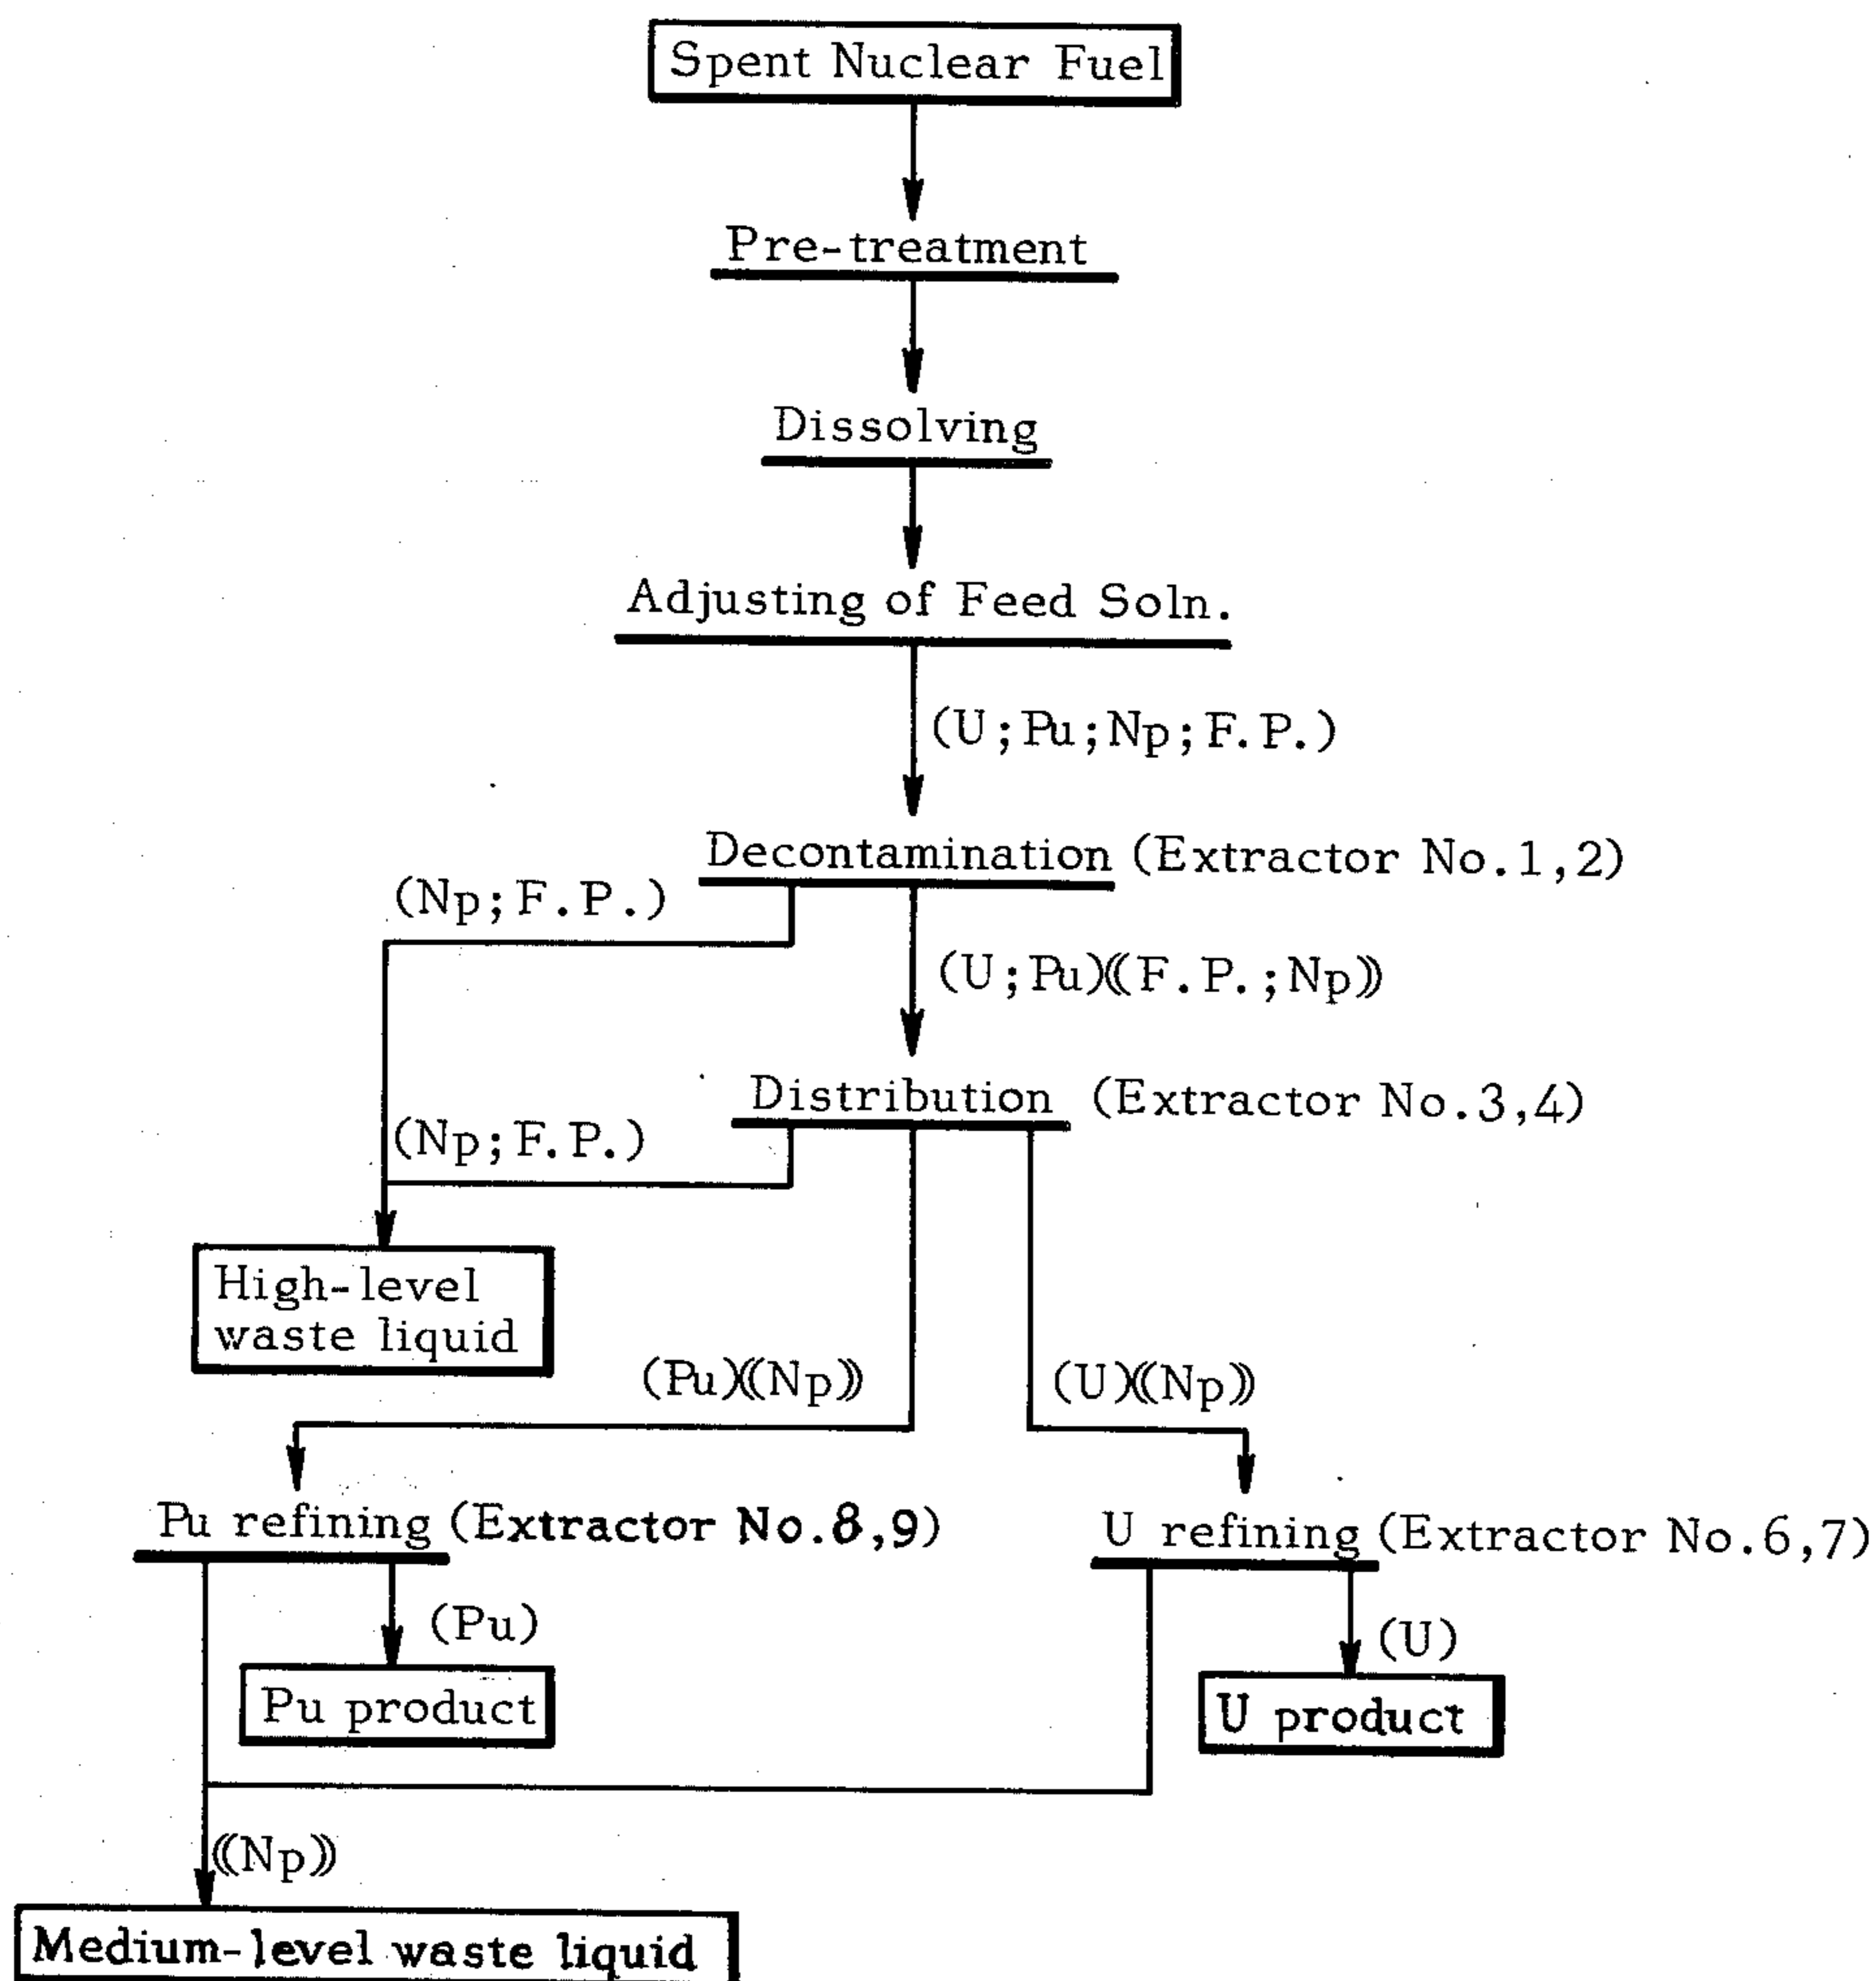 Spent Nuclear Fuel
Pre-treatment
Dissolving
Adjusting of Feed Soln.
(U;Pu;Np;F.P.)
Decontamination (Extractor No.1,2)
(Np;F.P.)
(U;Pu)((F.P.;Np))
Distribution (Extractor No.3,4)
(Np;F.P.)
High-level
waste liquid
(Pu)((Np))
(U)((Np))
Pu refining (Extractor No.8,9)
U refining (Extractor No.6,7)
(Pu)
(U)
Pu product
U product
((Np))
Medium-level waste liquid